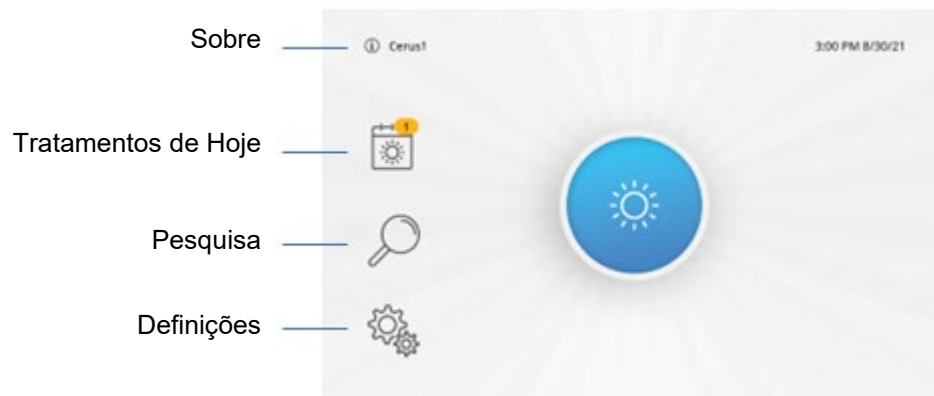 Sobre
Cerus1
3:00 PM 8/30/21
Tratamentos de Hoje
1
Pesquisa
Definições